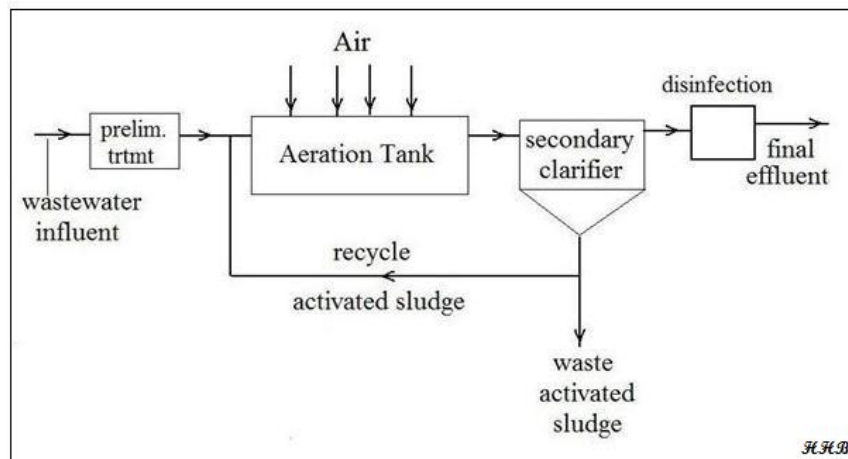 Air
disinfection
prelim.
trtmt
Aeration Tank
secondary
clarifier
final
effluent
wastewater
influent
recycle
activated sludge
waste
activated
sludge
HHB